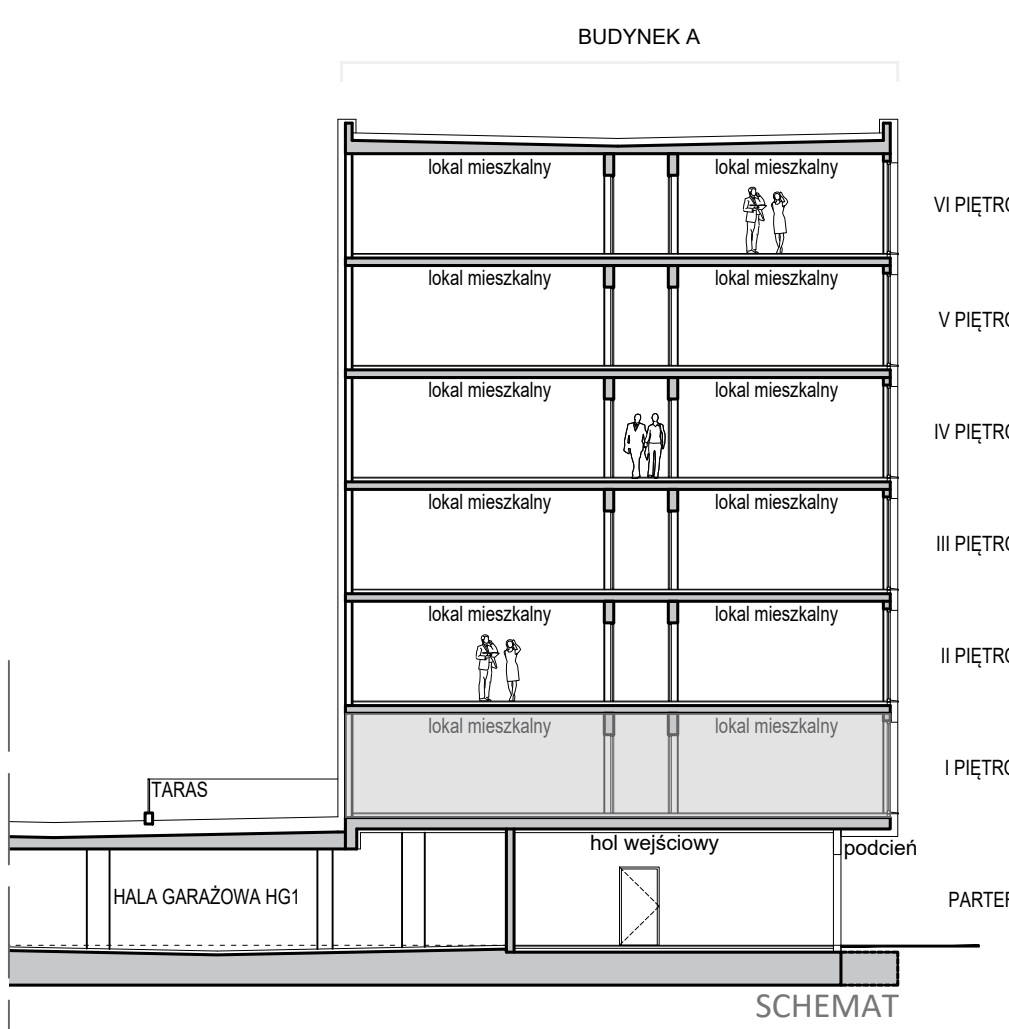 BUDYNEK A
lokal mieszkalny lokal mieszkalny
VI PIĘTRO
lokal mieszkalny lokal mieszkalny
V PIĘTRO
lokal mieszkalny lokal mieszkalny
IV PIĘTRO
lokal mieszkalny lokal mieszkalny
III PIĘTRO
lokal mieszkalny lokal mieszkalny
II PIĘTRO
lokal mieszkalny lokal mieszkalny
I PIĘTRO
TARAS
hol wejściowy
podcień
HALA GARAŻOWA HG1
PARTER
SCHEMAT